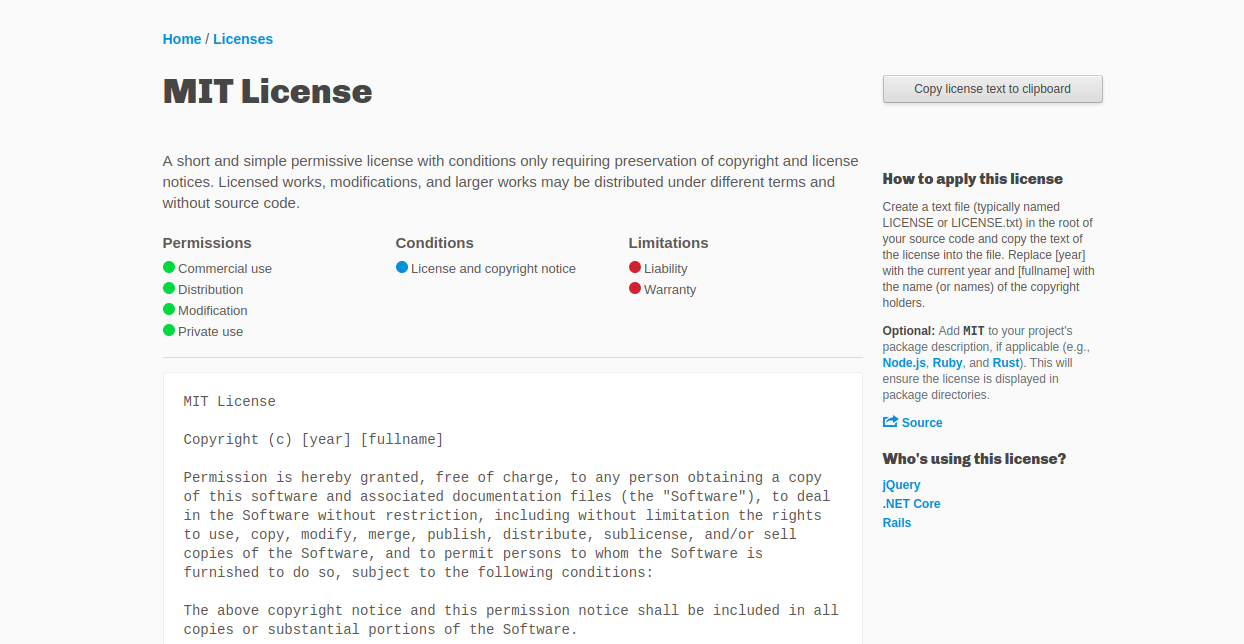 Home / Licenses
MIT License
Copy license text to clipboard
A short and simple permissive license with conditions only requiring preservation of copyright and license
notices. Licensed works, modifications, and larger works may be distributed under different terms and
without source code.
Permissions
Commercial use
Distribution
Modification
Private use
Conditions
License and copyright notice
Limitations
Liability
Warranty
MIT License
Copyright (c) [year] [fullname]
Permission is hereby granted, free of charge, to any person obtaining a copy
of this software and associated documentation files (the "Software"), to deal
in the Software without restriction, including without limitation the rights
to use, copy, modify, merge, publish, distribute, sublicense, and/or sell
copies of the Software, and to permit persons to whom the Software is
furnished to do so, subject to the following conditions:
The above copyright notice and this permission notice shall be included in all
copies or substantial portions of the Software.
How to apply this license
Create a text file (typically named
LICENSE or LICENSE.txt) in the root of
your source code and copy the text of
the license into the file. Replace [year]
with the current year and [fullname] with
the name (or names) of the copyright
holders.
Optional: Add MIT to your project's
package description, if applicable (e.g.,
Node.js, Ruby, and Rust). This will
ensure the license is displayed in
package directories.
Source
Who's using this license?
jQuery
.NET Core
Rails